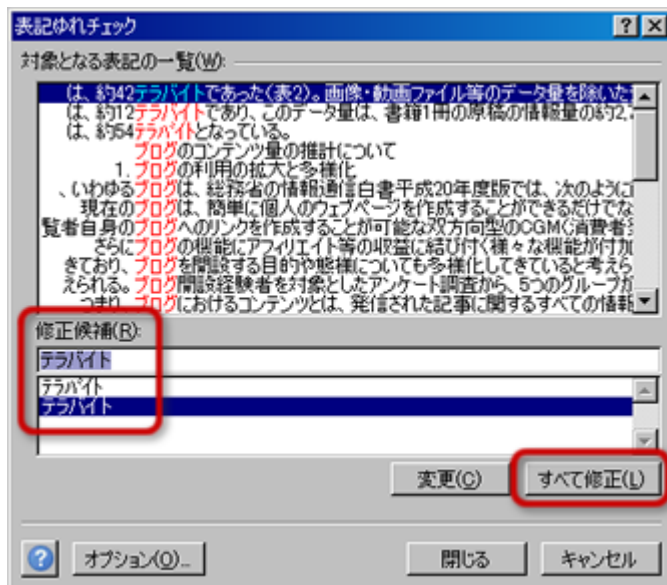 表記ゆれチェック
対象となる表記の一覧(W):
は、約42テラバイトであった(表2)。画像・動画ファイル等のデータ量を除いた
は、約12テラバイトであり、このデータ量は、書籍1冊の原稿の情報量の約2.
は、約54ﾃﾗﾊﾞｲﾄとなっている。
ブログのコンテンツ量の推計について
1. ブログの利用の拡大と多様化
、いわゆるブログは、総務省の情報通信白書平成20年度版では、次のように
現在のブログは、簡単に個人のウェブページを作成することができるだけでな
覧者自身のブログへのリンクを作成することが可能な双方向型のCGM(消費者
さらにブログの機能にアフィリエイト等の収益に結び付く様々な機能が付加
きており、ブログを開設する目的や態様についても多様化してきていると考えら
えられる。ブログ開設経験者を対象としたアンケート調査から、5つのグループが
つまり、ブログにおけるコンテンツとは、発信された記事に関するすべての情報
修正候補(R):
テラバイト
ﾃﾗﾊﾞｲﾄ
テラバイト
変更(C)
すべて修正(L)
オプション(O)...
閉じる
キャンセル